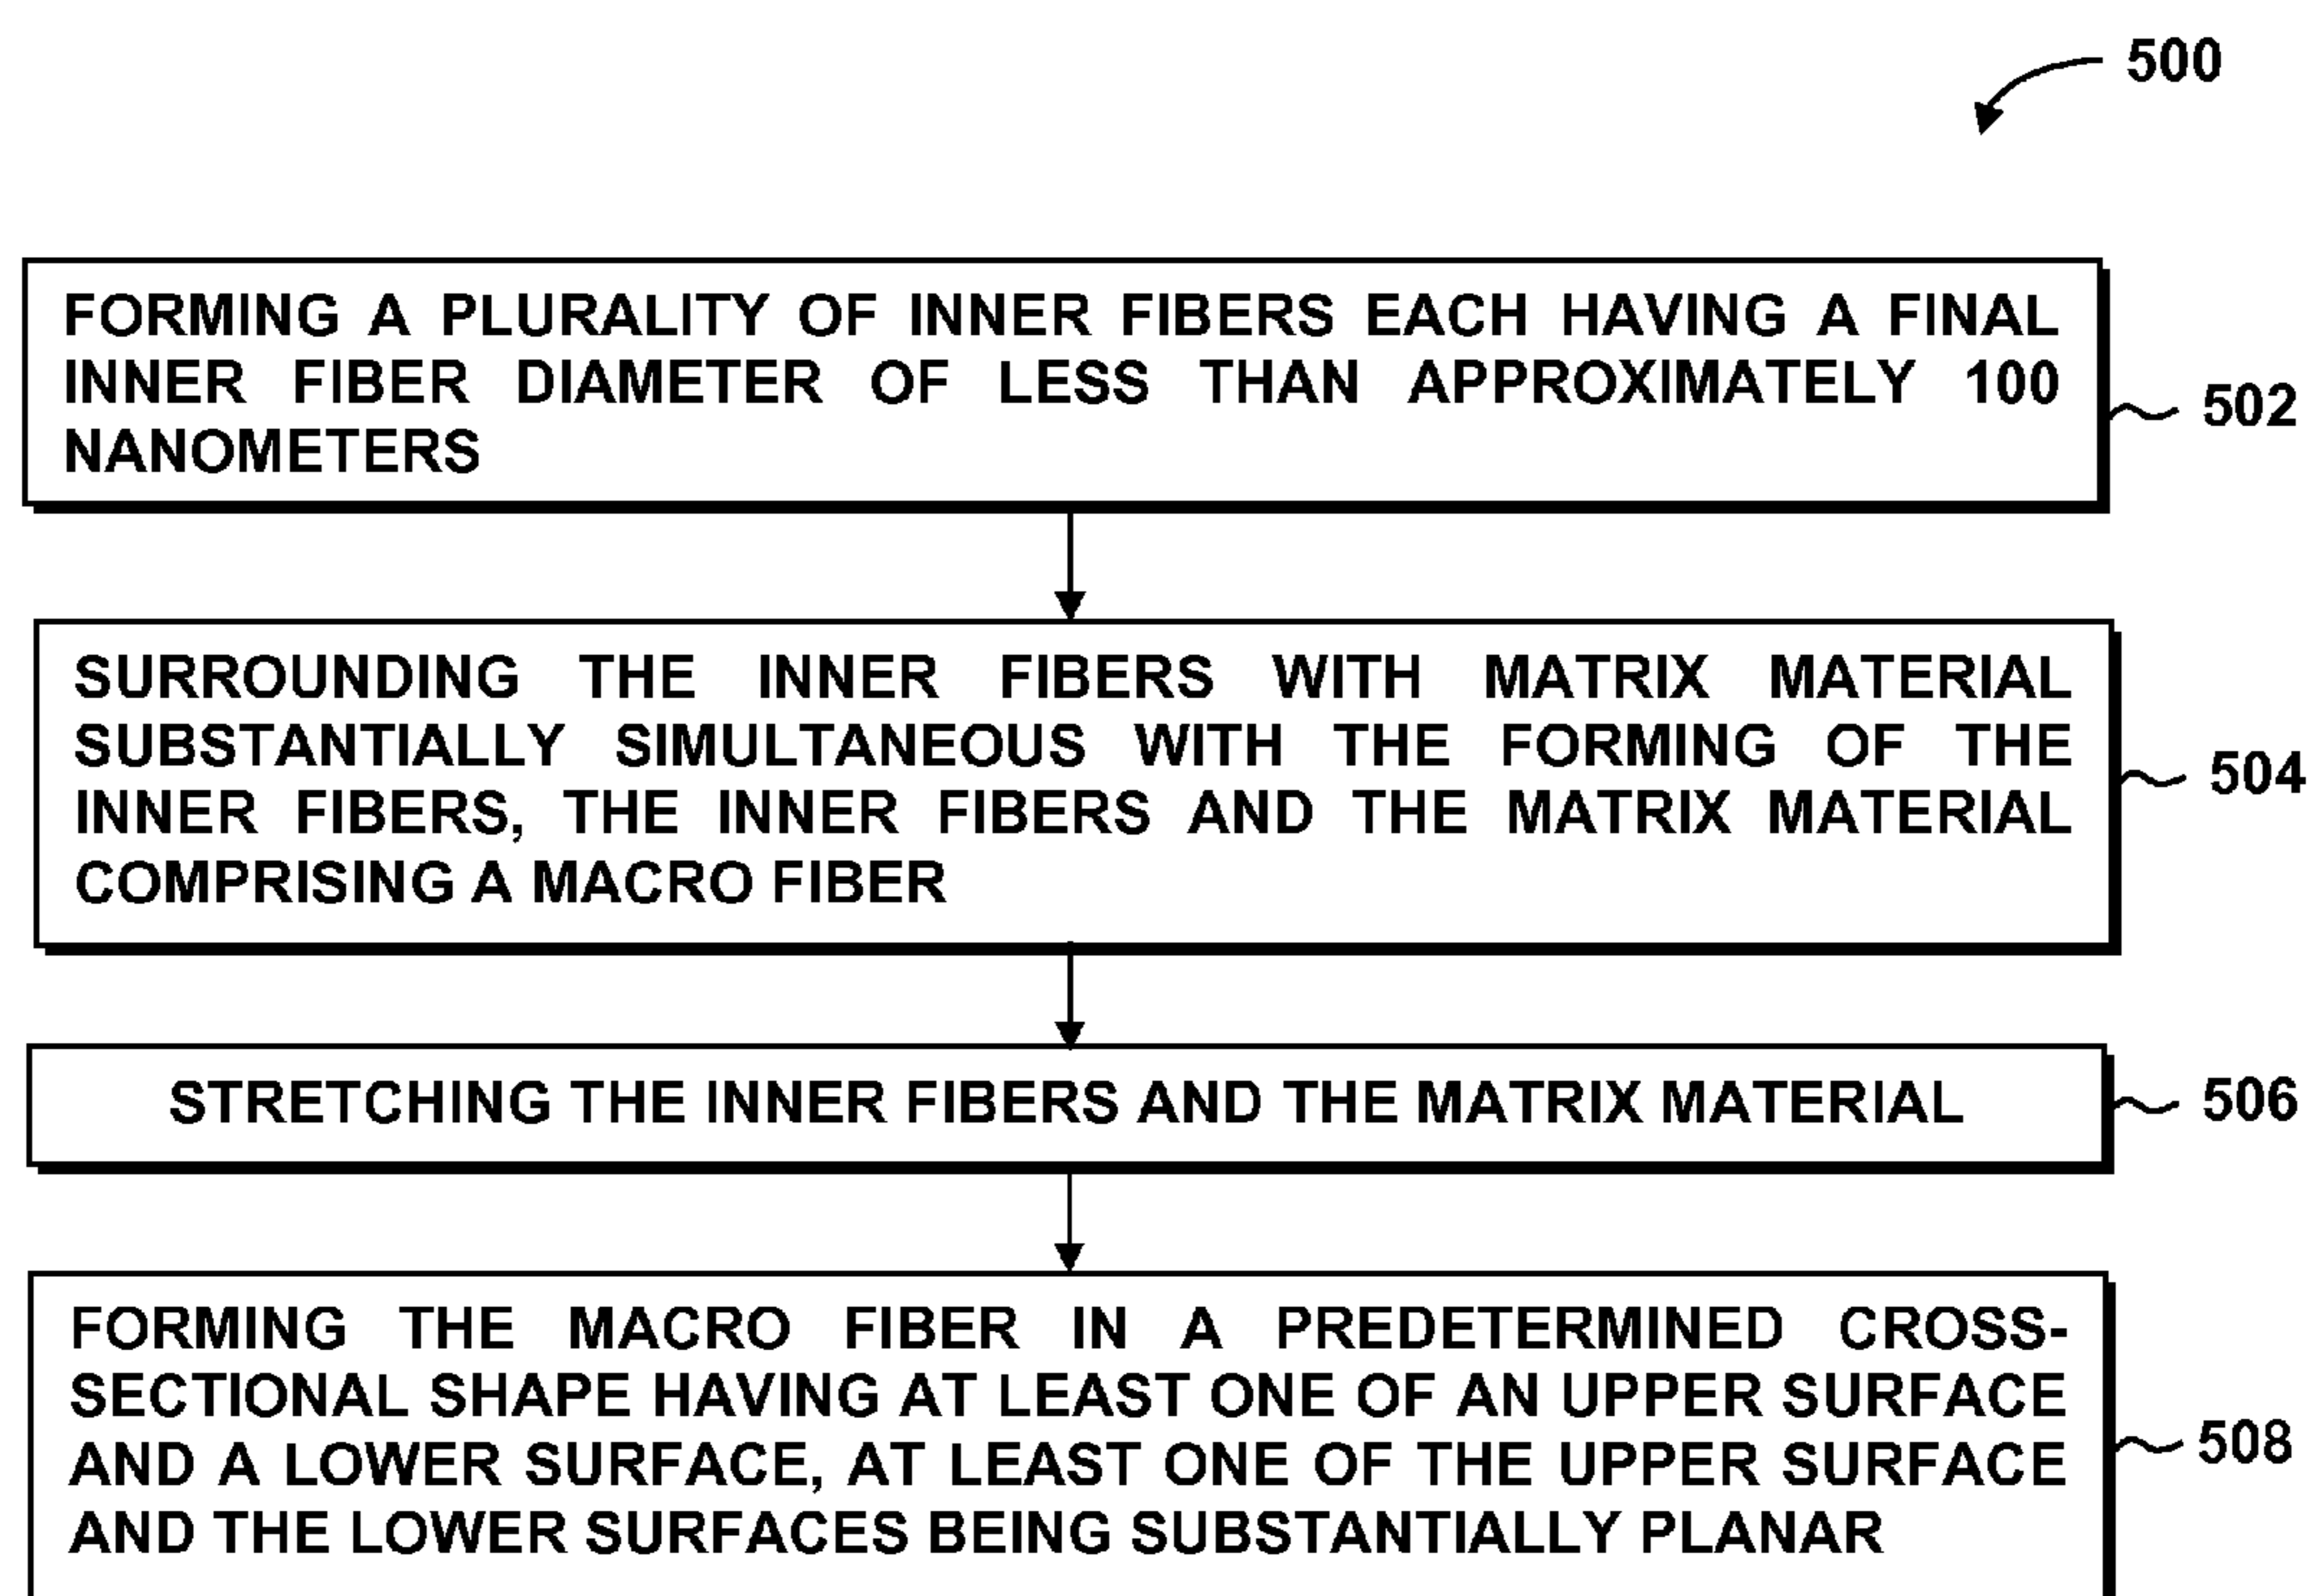 500
FORMING A PLURALITY OF INNER FIBERS EACH HAVING A FINAL
INNER FIBER DIAMETER OF LESS THAN APPROXIMATELY 100
NANOMETERS
502
SURROUNDING THE INNER FIBERS WITH MATRIX MATERIAL
SUBSTANTIALLY SIMULTANEOUS WITH THE FORMING OF THE
INNER FIBERS, THE INNER FIBERS AND THE MATRIX MATERIAL
COMPRISING A MACRO FIBER
504
STRETCHING THE INNER FIBERS AND THE MATRIX MATERIAL
506
FORMING THE MACRO FIBER IN A PREDETERMINED CROSS-
SECTIONAL SHAPE HAVING AT LEAST ONE OF AN UPPER SURFACE
AND A LOWER SURFACE, AT LEAST ONE OF THE UPPER SURFACE
AND THE LOWER SURFACES BEING SUBSTANTIALLY PLANAR
508